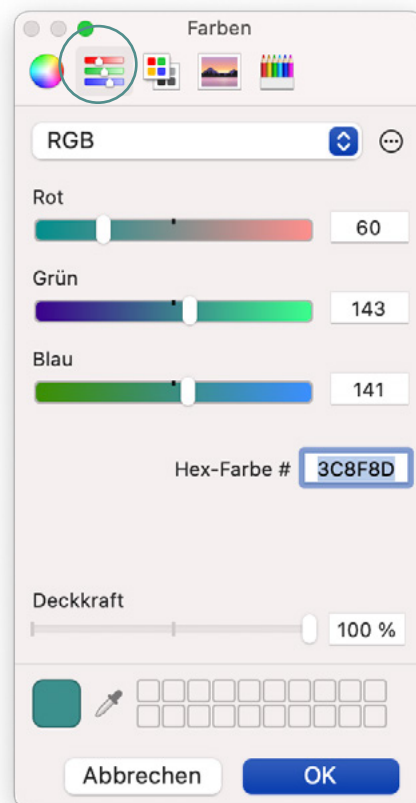 Farben
RGB
Rot
60
Grün
143
Blau
141
Hex-Farbe # 3C8F8D
Deckkraft
100 %
Abbrechen OK